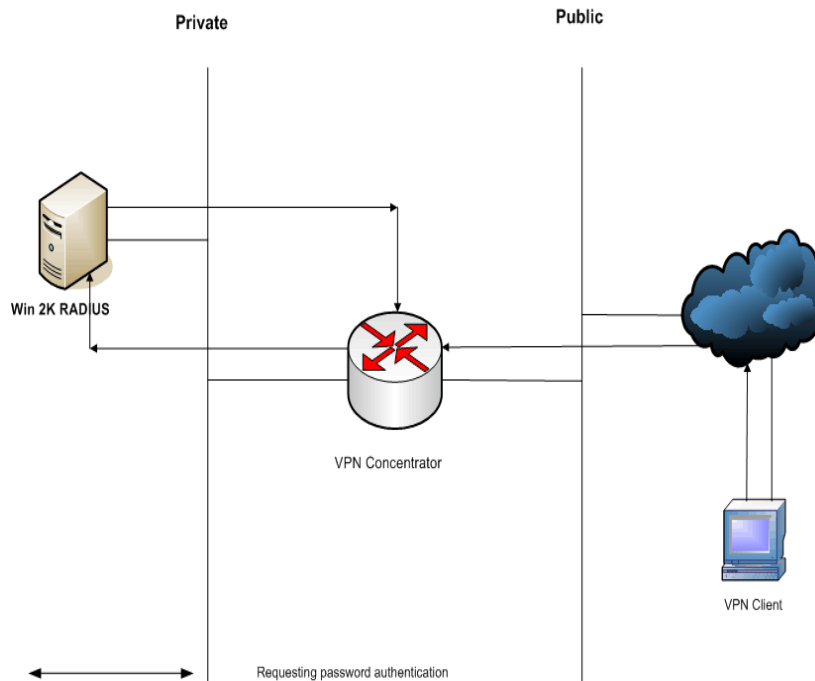 Private
Public
Win 2K RADIUS
VPN Concentrator
VPN Client
Requesting password authentication